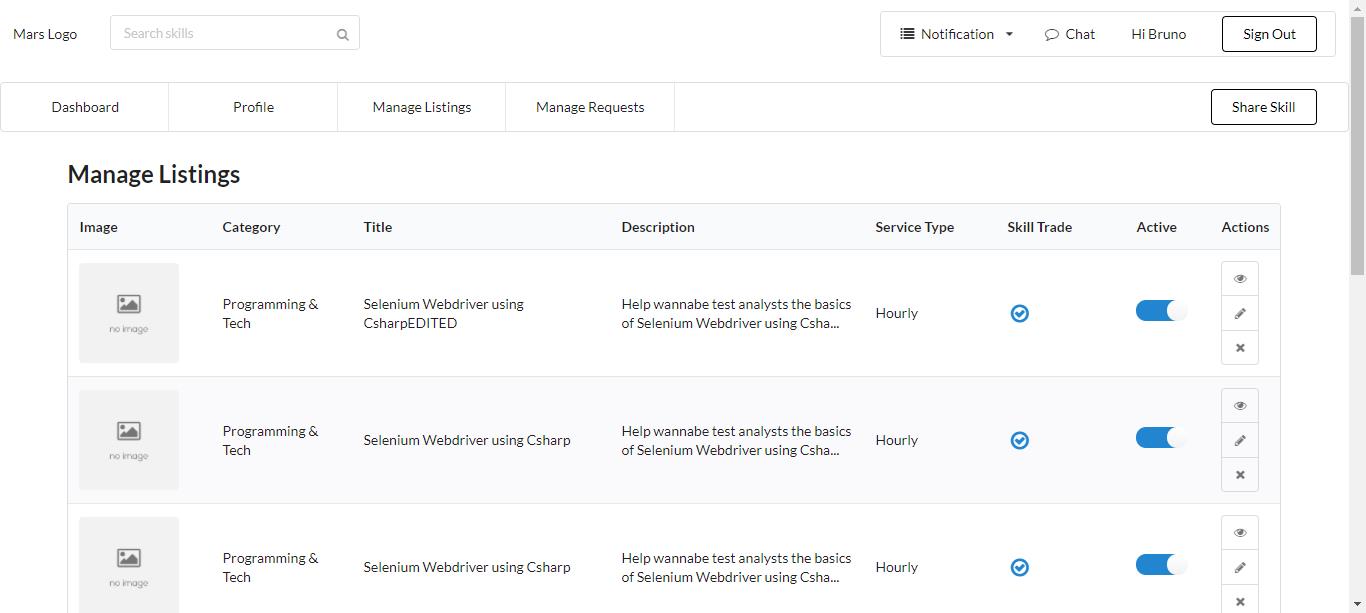 Mars Logo
Search skills
Notification
Chat
Hi Bruno
Sign Out
Dashboard
Profile
Manage Listings
Manage Requests
Share Skill
Manage Listings
Image
Category
Title
Description
Service Type
Skill Trade
Active
Actions
no image
Programming &
Tech
Selenium Webdriver using
CsharpEDITED
Help wannabe test analysts the basics
of Selenium Webdriver using Csha...
Hourly
no image
Programming &
Tech
Selenium Webdriver using Csharp
Help wannabe test analysts the basics
of Selenium Webdriver using Csha...
Hourly
no image
Programming &
Tech
Selenium Webdriver using Csharp
Help wannabe test analysts the basics
of Selenium Webdriver using Csha...
Hourly